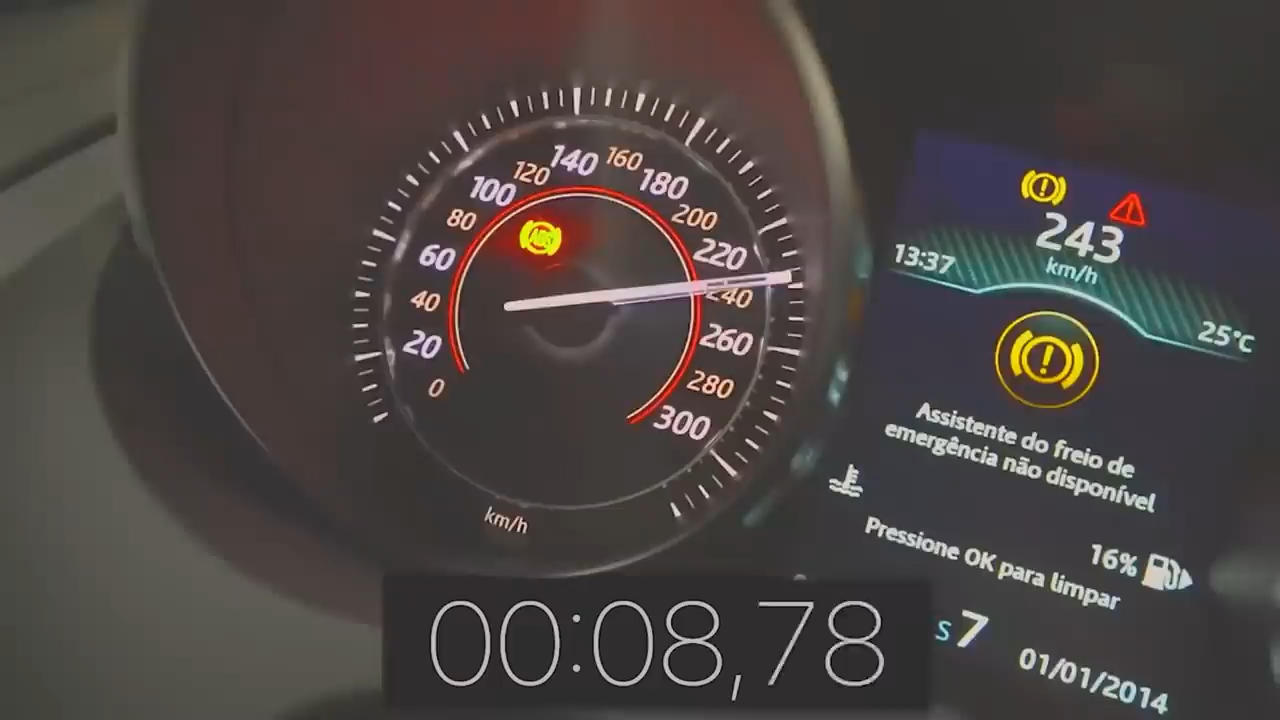 0
20
40
60
80
100
120
140
160
180
200
220
240
260
280
300
km/h
ABS
243
km/h
13:37
25°C
Assistente do freio de
emergência não disponível
16%
Pressione OK para limpar
S 7
01/01/2014
00:08,78